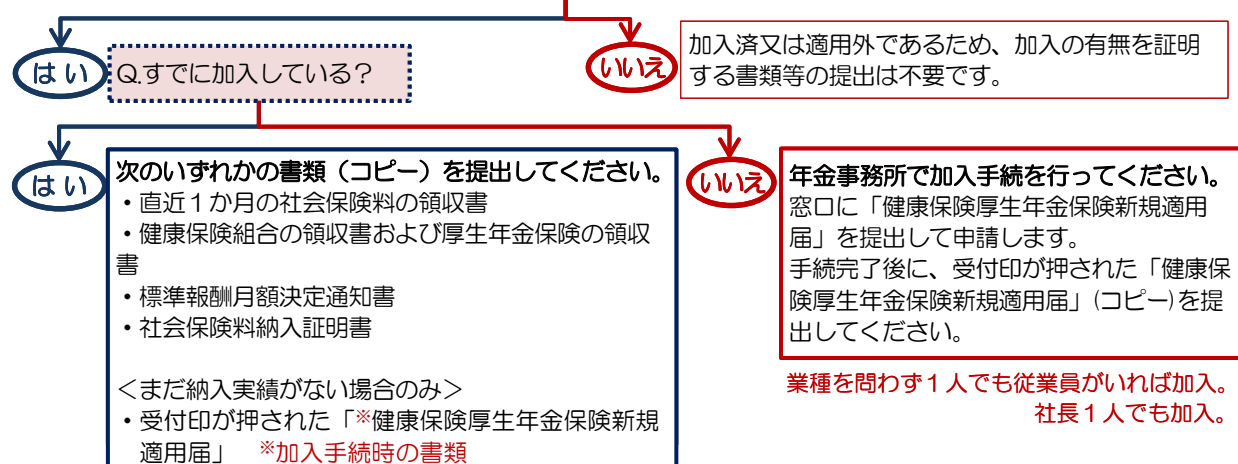 はい
Q.すでに加入している？
いいえ
加入済又は適用外であるため、加入の有無を証明
する書類等の提出は不要です。
はい
次のいずれかの書類（コピー）を提出してください。
・直近１か月の社会保険料の領収書
・健康保険組合の領収書および厚生年金保険の領収
書
・標準報酬月額決定通知書
・社会保険料納入証明書
＜まだ納入実績がない場合のみ＞
・受付印が押された「※健康保険厚生年金保険新規
適用届」　※加入手続時の書類
いいえ
年金事務所で加入手続を行ってください。
窓口に「健康保険厚生年金保険新規適用
届」を提出して申請します。
手続完了後に、受付印が押された「健康保
険厚生年金保険新規適用届」(コピー)を提
出してください。
業種を問わず１人でも従業員がいれば加入。
社長１人でも加入。